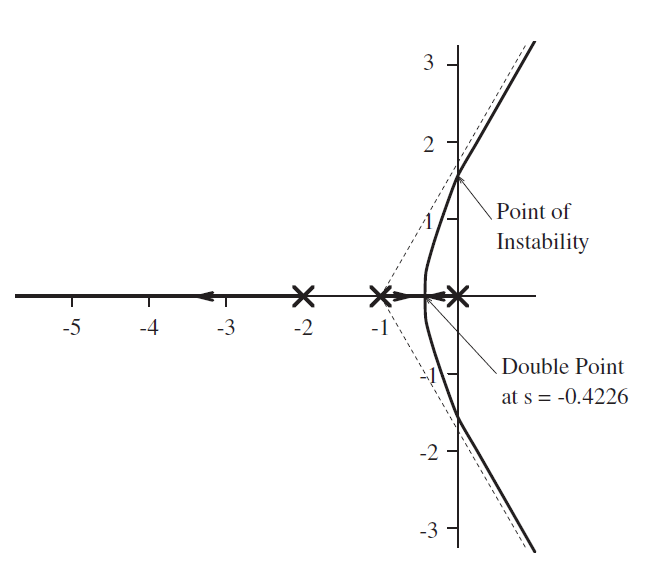 3
2
1
Point of
Instability
-5 -4 -3 -2 -1
Double Point
-1
at s = -0.4226
-2
-3